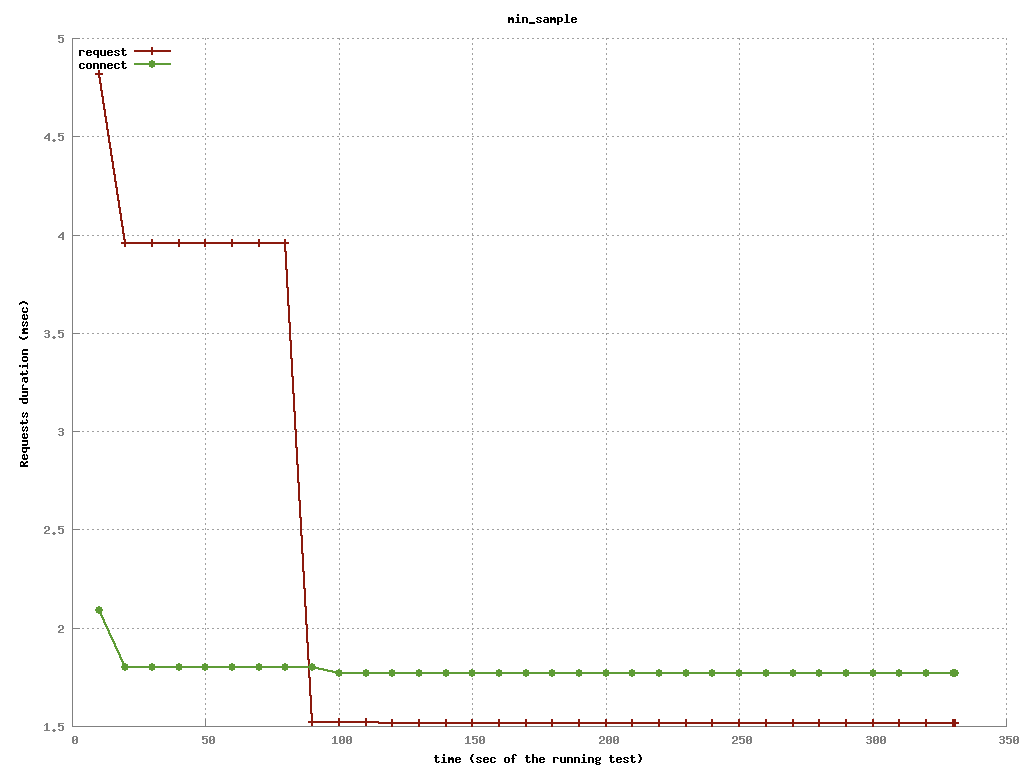 min_sample
request
connect
5
4.5
4
3.5
3
2.5
2
1.5
Requests duration (msec)
0 50 100 150 200 250 300 350
time (sec of the running test)